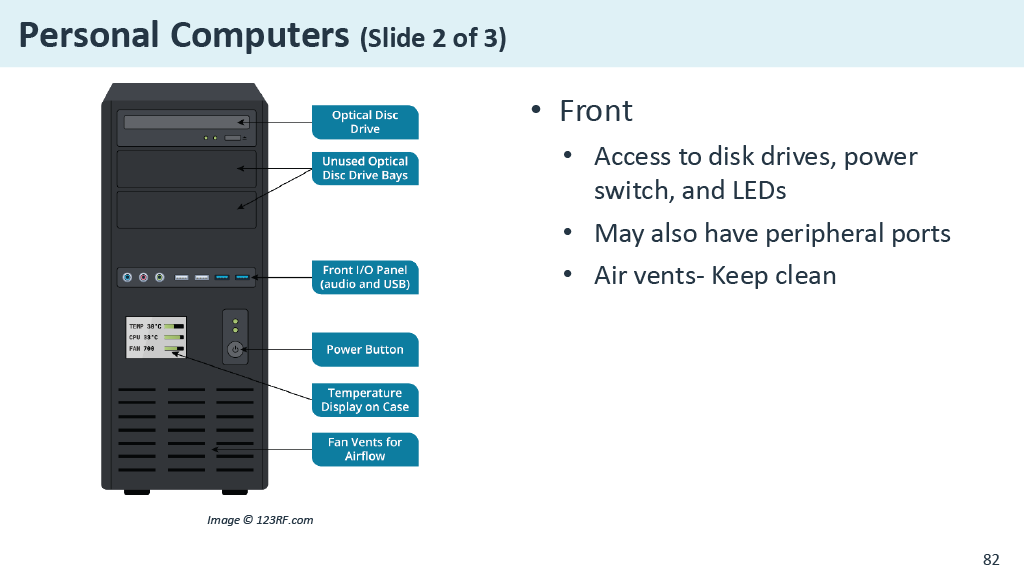 Personal Computers (Slide 2 of 3)
Optical Disc
Drive
Unused Optical
Disc Drive Bays
Front I/O Panel
(audio and USB)
TEMP 30°C
CPU 33°C
FAN 700
Power Button
Temperature
Display on Case
Fan Vents for
Airflow
Image © 123RF.com
• Front
• Access to disk drives, power
switch, and LEDs
• May also have peripheral ports
• Air vents- Keep clean
82